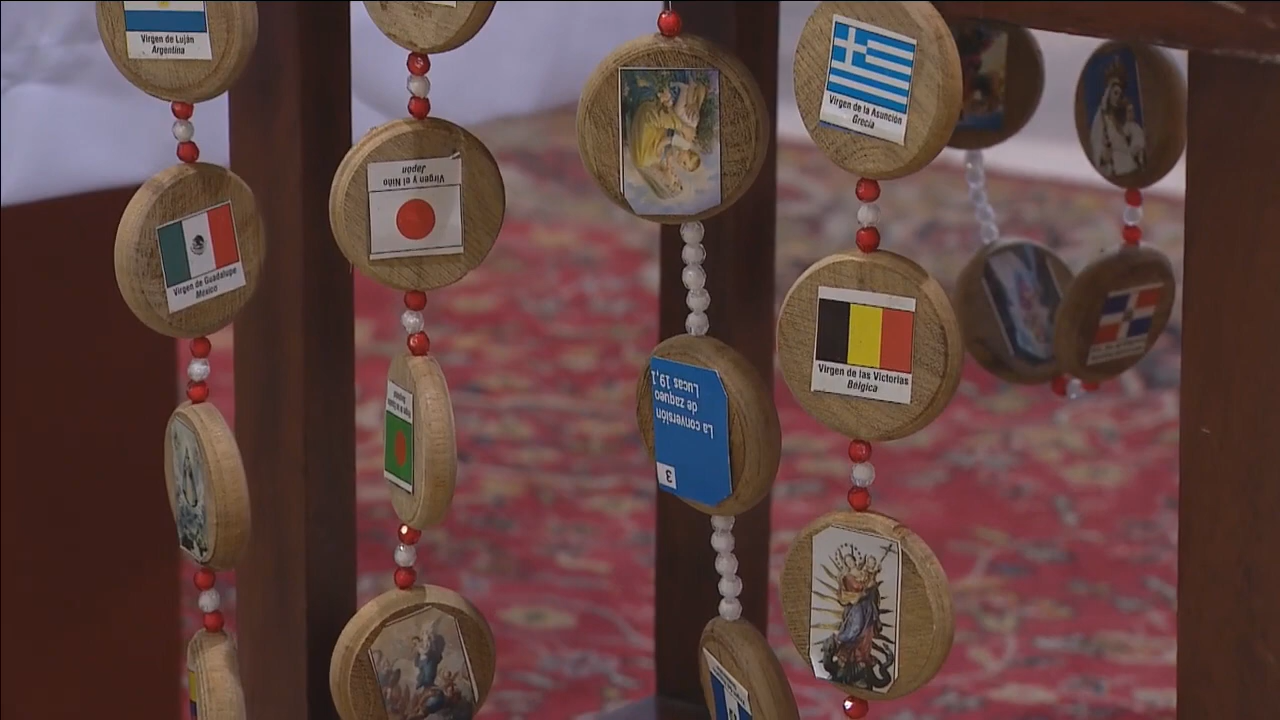 Virgen de Luján
Argentina
Virgen de Guadalupe
México
Virgen y el Niño
Japón
La conversión
de zaqueo
Lucas 19,1
3
Virgen de la Asunción
Grecia
Virgen de las Victorias
Bélgica